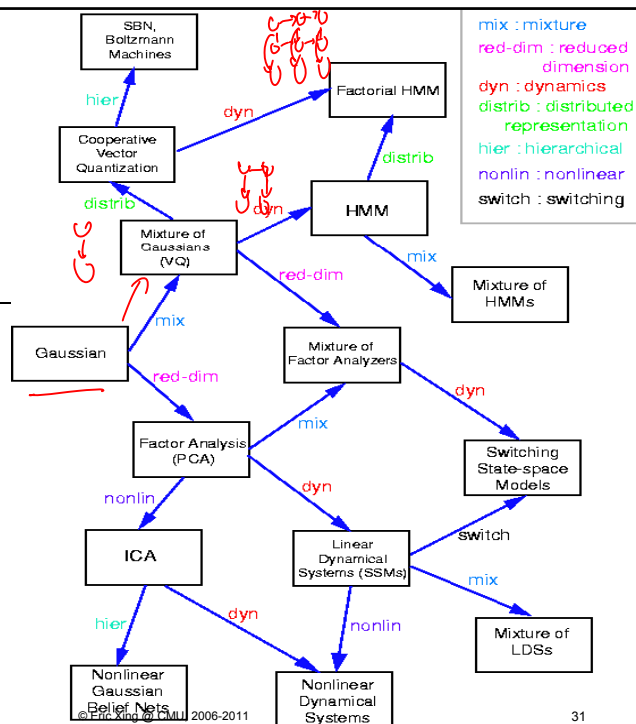 SBN,
Boltzmann
Machines
mix : mixture
red-dim : reduced
dimension
dyn : dynamics
distrib : distributed
representation
hier : hierarchical
nonlin : nonlinear
switch : switching
hier
dyn
Factorial HMM
Cooperative
Vector
Quantization
distrib
distrib
dyn
Mixture of
Gaussians
(VQ)
HMM
mix
red-dim
Mixture of
HMMs
mix
Gaussian
Mixture of
Factor Analyzers
red-dim
dyn
mix
Factor Analysis
(PCA)
Switching
State-space
Models
nonlin
dyn
switch
ICA
Linear
Dynamical
Systems (SSMs)
mix
hier
dyn
nonlin
Mixture of
LDSs
Nonlinear
Gaussian
Belief Nets
Nonlinear
Dynamical
Systems
© Eric Xing @ CMU, 2006-2011
31